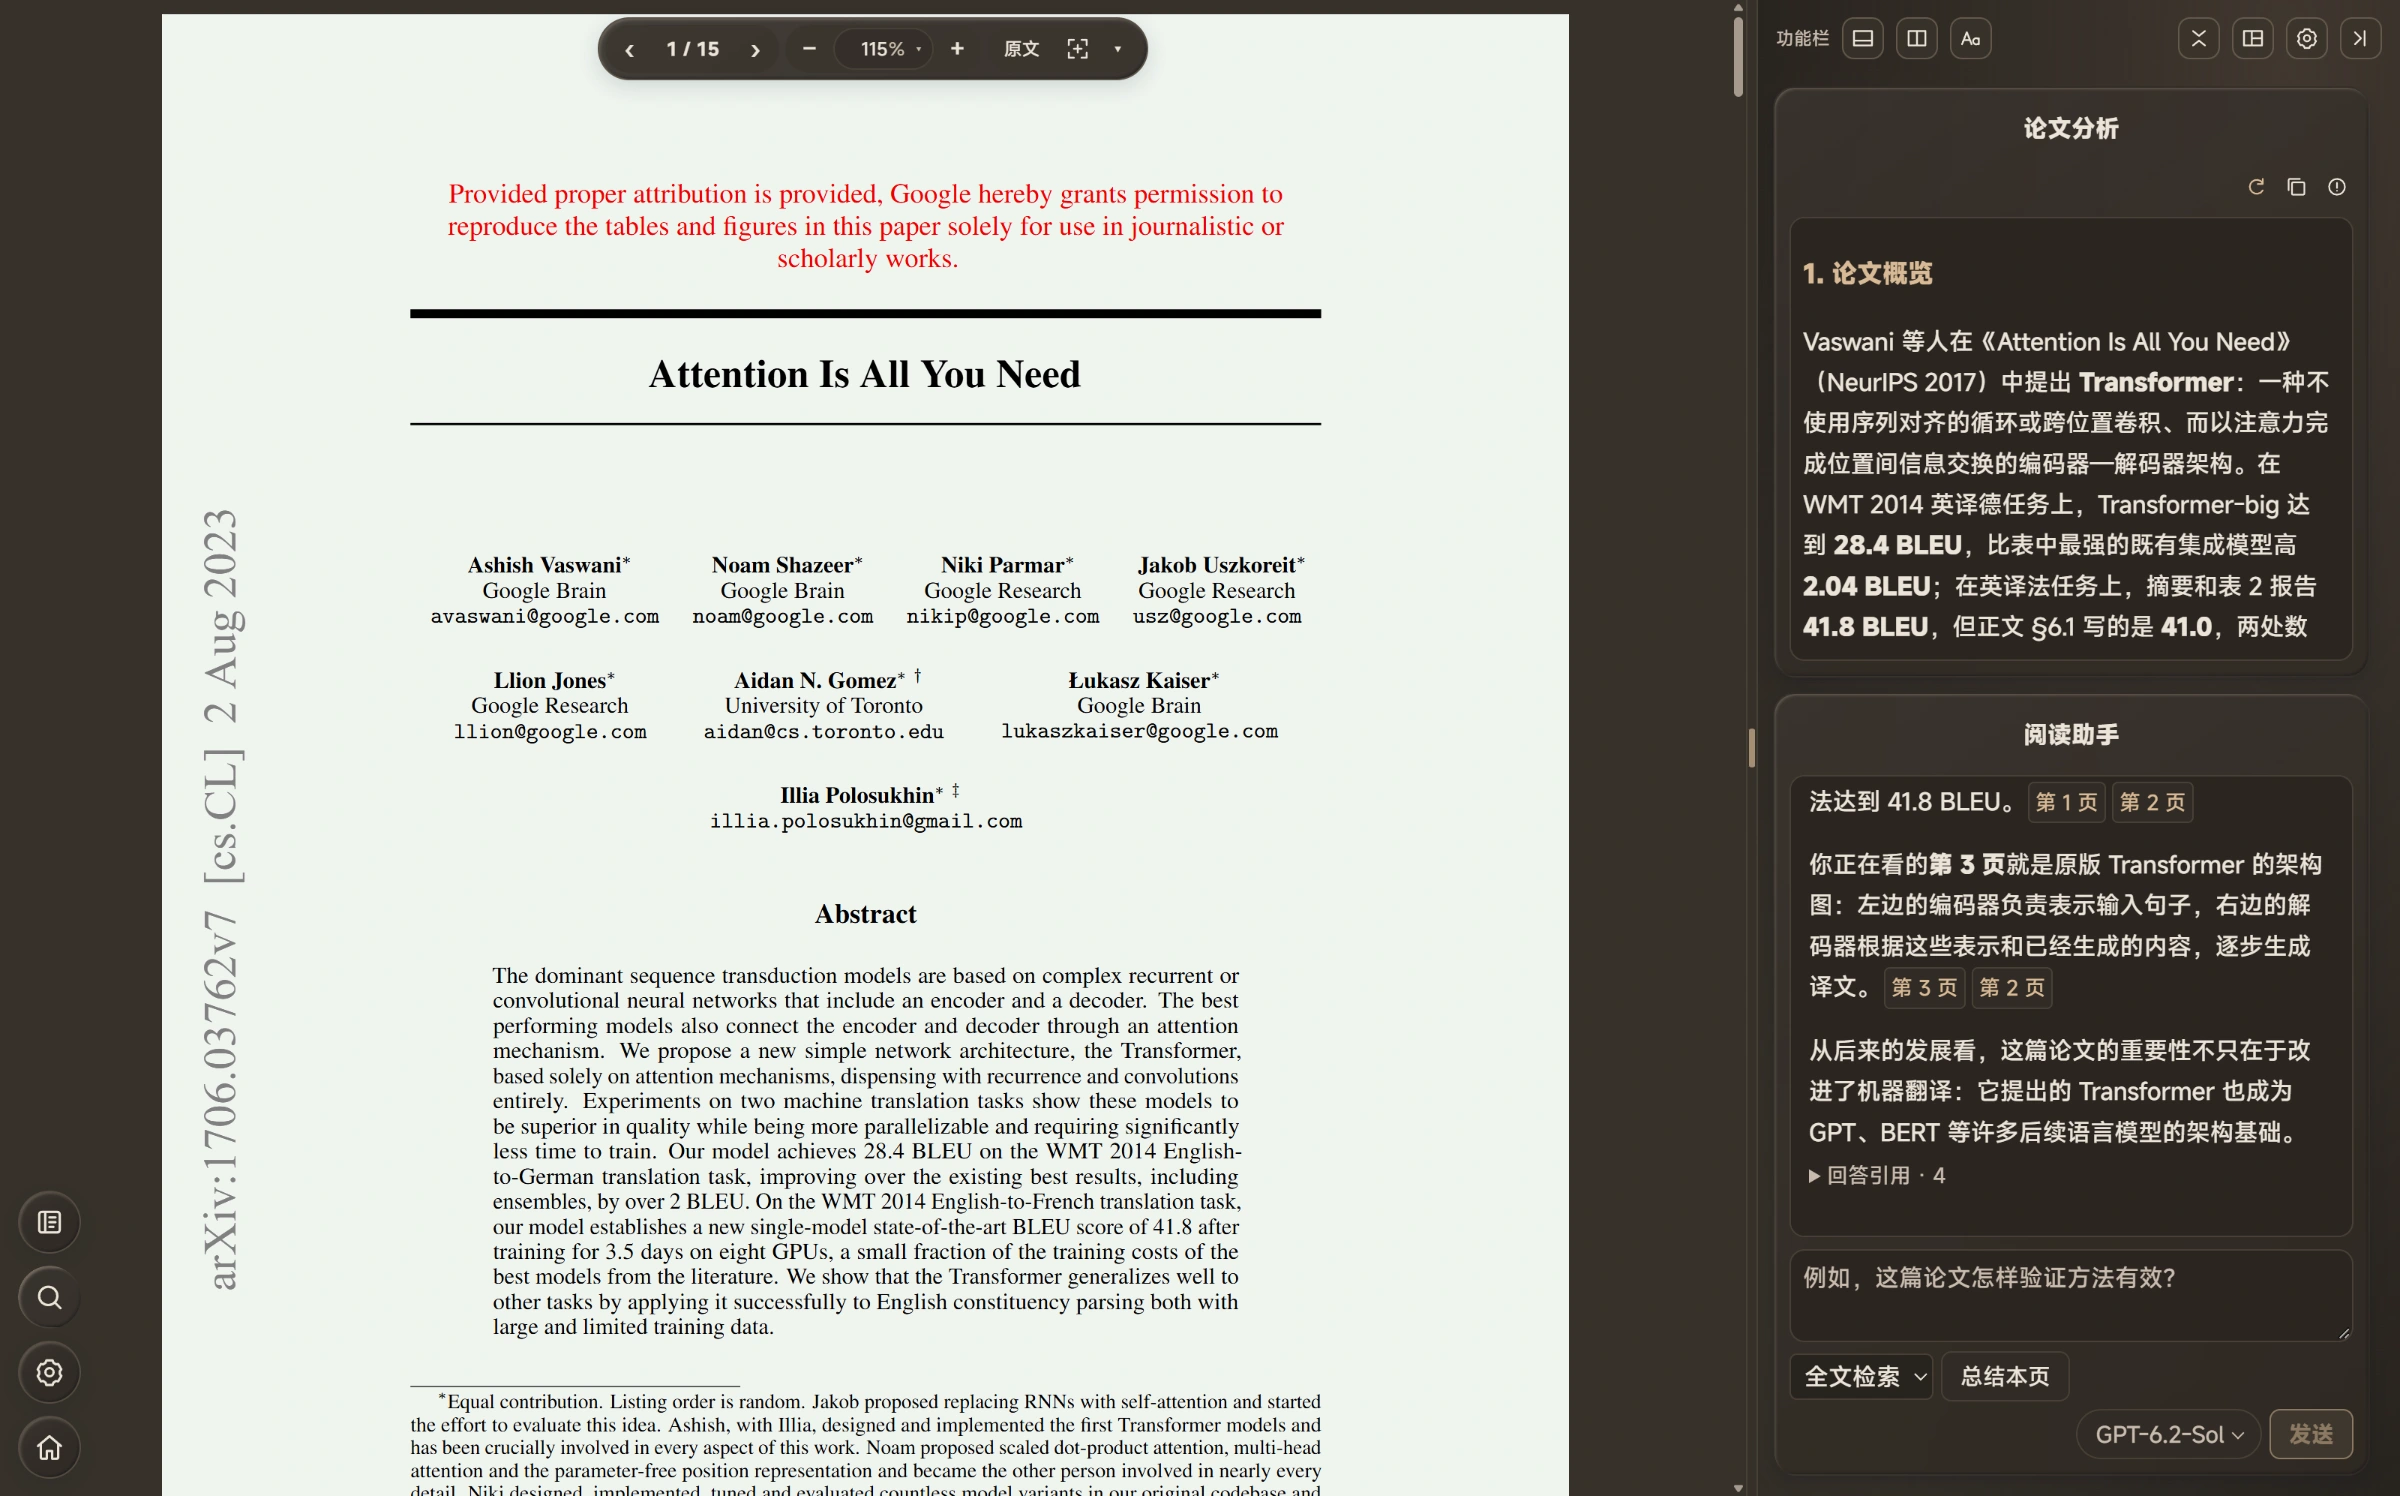 1 / 15
115%
原文
Provided proper attribution is provided, Google hereby grants permission to
reproduce the tables and figures in this paper solely for use in journalistic or
scholarly works.
Attention Is All You Need
Ashish Vaswani* Noam Shazeer* Niki Parmar* Jakob Uszkoreit*
Google Brain Google Brain Google Research Google Research
avaswani@google.com noam@google.com nikip@google.com usz@google.com
Llion Jones* Aidan N. Gomez* † Łukasz Kaiser*
Google Research University of Toronto Google Brain
llion@google.com aidan@cs.toronto.edu lukaszkaiser@google.com
Illia Polosukhin* ‡
illia.polosukhin@gmail.com
arXiv:1706.03762v7 [cs.CL] 2 Aug 2023
Abstract
The dominant sequence transduction models are based on complex recurrent or
convolutional neural networks that include an encoder and a decoder. The best
performing models also connect the encoder and decoder through an attention
mechanism. We propose a new simple network architecture, the Transformer,
based solely on attention mechanisms, dispensing with recurrence and convolutions
entirely. Experiments on two machine translation tasks show these models to
be superior in quality while being more parallelizable and requiring significantly
less time to train. Our model achieves 28.4 BLEU on the WMT 2014 English-
to-German translation task, improving over the existing best results, including
ensembles, by over 2 BLEU. On the WMT 2014 English-to-French translation task,
our model establishes a new single-model state-of-the-art BLEU score of 41.8 after
training for 3.5 days on eight GPUs, a small fraction of the training costs of the
best models from the literature. We show that the Transformer generalizes well to
other tasks by applying it successfully to English constituency parsing both with
large and limited training data.
*Equal contribution. Listing order is random. Jakob proposed replacing RNNs with self-attention and started
the effort to evaluate this idea. Ashish, with Illia, designed and implemented the first Transformer models and
has been crucially involved in every aspect of this work. Noam proposed scaled dot-product attention, multi-head
attention and the parameter-free position representation and became the other person involved in nearly every
detail. Niki designed, implemented, tuned and evaluated countless model variants in our original codebase and
功能栏
Aa
论文分析
1. 论文概览
Vaswani 等人在《Attention Is All You Need》
（NeurIPS 2017）中提出 Transformer：一种不
使用序列对齐的循环或跨位置卷积、而以注意力完
成位置间信息交换的编码器—解码器架构。在
WMT 2014 英译德任务上，Transformer-big 达
到 28.4 BLEU，比表中最强的既有集成模型高
2.04 BLEU；在英译法任务上，摘要和表 2 报告
41.8 BLEU，但正文 §6.1 写的是 41.0，两处数
阅读助手
法达到 41.8 BLEU。 第 1 页 第 2 页
你正在看的第 3 页就是原版 Transformer 的架构
图：左边的编码器负责表示输入句子，右边的解
码器根据这些表示和已经生成的内容，逐步生成
译文。 第 3 页 第 2 页
从后来的发展看，这篇论文的重要性不只在于改
进了机器翻译：它提出的 Transformer 也成为
GPT、BERT 等许多后续语言模型的架构基础。
回答引用 · 4
例如，这篇论文怎样验证方法有效？
全文检索 总结本页
GPT-6.2-Sol 发送